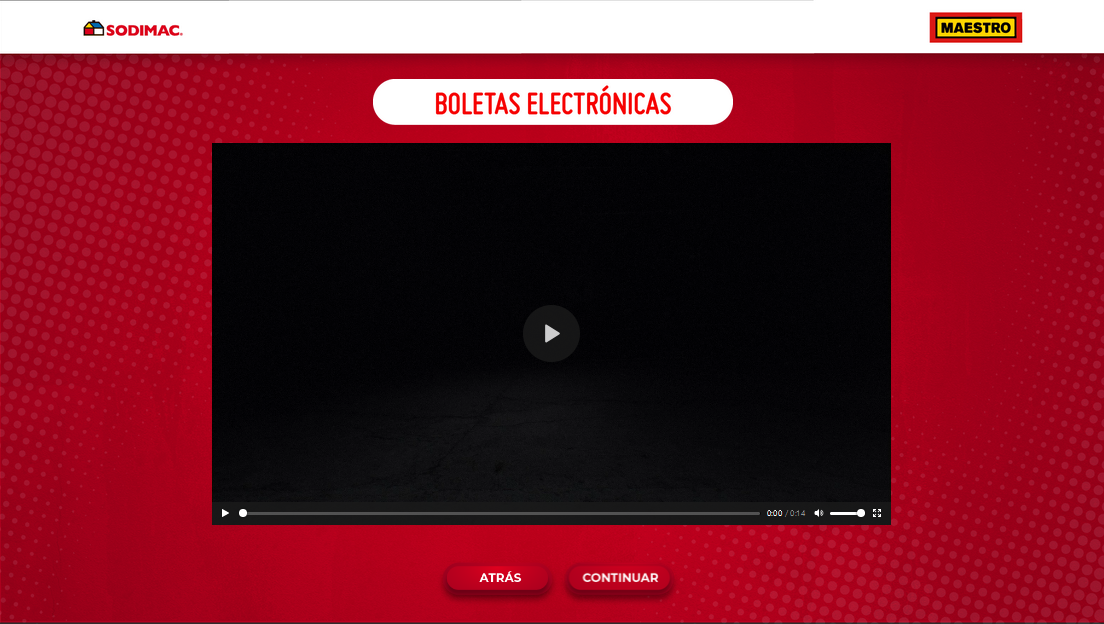 SODIMAC
MAESTRO
BOLETAS ELECTRÓNICAS
0:00 / 0:14
ATRÁS
CONTINUAR